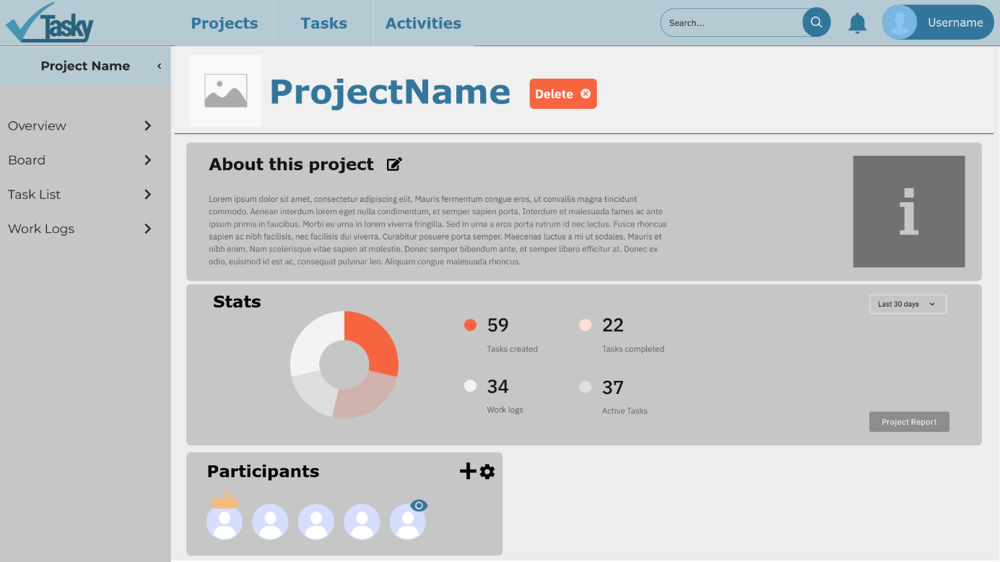 Tasky
Projects
Tasks
Activities
Search...
Username
Project Name
Overview
Board
Task List
Work Logs
ProjectName
Delete
About this project
Lorem ipsum dolor sit amet, consectetur adipiscing elit. Mauris fermentum congue eros, ut convallis magna tincidunt
commodo. Aenean interdum lorem eget nulla condimentum, et semper sapien porta. Interdum et malesuada fames ac ante
ipsum primis in faucibus. Morbi eu urna in lorem viverra fringilla. Sed in urna a eros porta rutrum id nec lectus. Fusce rhoncus
sapien ac nibh facilisis, nec facilisis dui viverra. Curabitur posuere porta semper. Maecenas luctus a mi ut sodales. Mauris et
nibh enim. Nam scelerisque vitae sapien at molestie. Donec semper bibendum ante, et semper libero efficitur at. Donec ex
odio, euismod id est ac, consequat pulvinar leo. Aliquam congue malesuada rhoncus.
i
Stats
Last 30 days
59
Tasks created
22
Tasks completed
34
Work logs
37
Active Tasks
Project Report
Participants